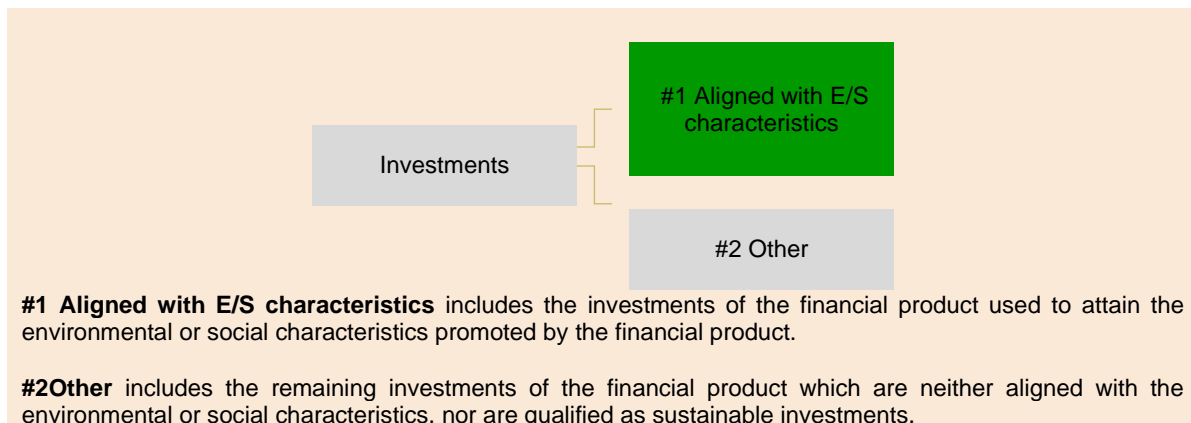 #1 Aligned with E/S
characteristics
Investments
#2 Other
#1 Aligned with E/S characteristics includes the investments of the financial product used to attain the
environmental or social characteristics promoted by the financial product.
#2Other includes the remaining investments of the financial product which are neither aligned with the
environmental or social characteristics, nor are qualified as sustainable investments.